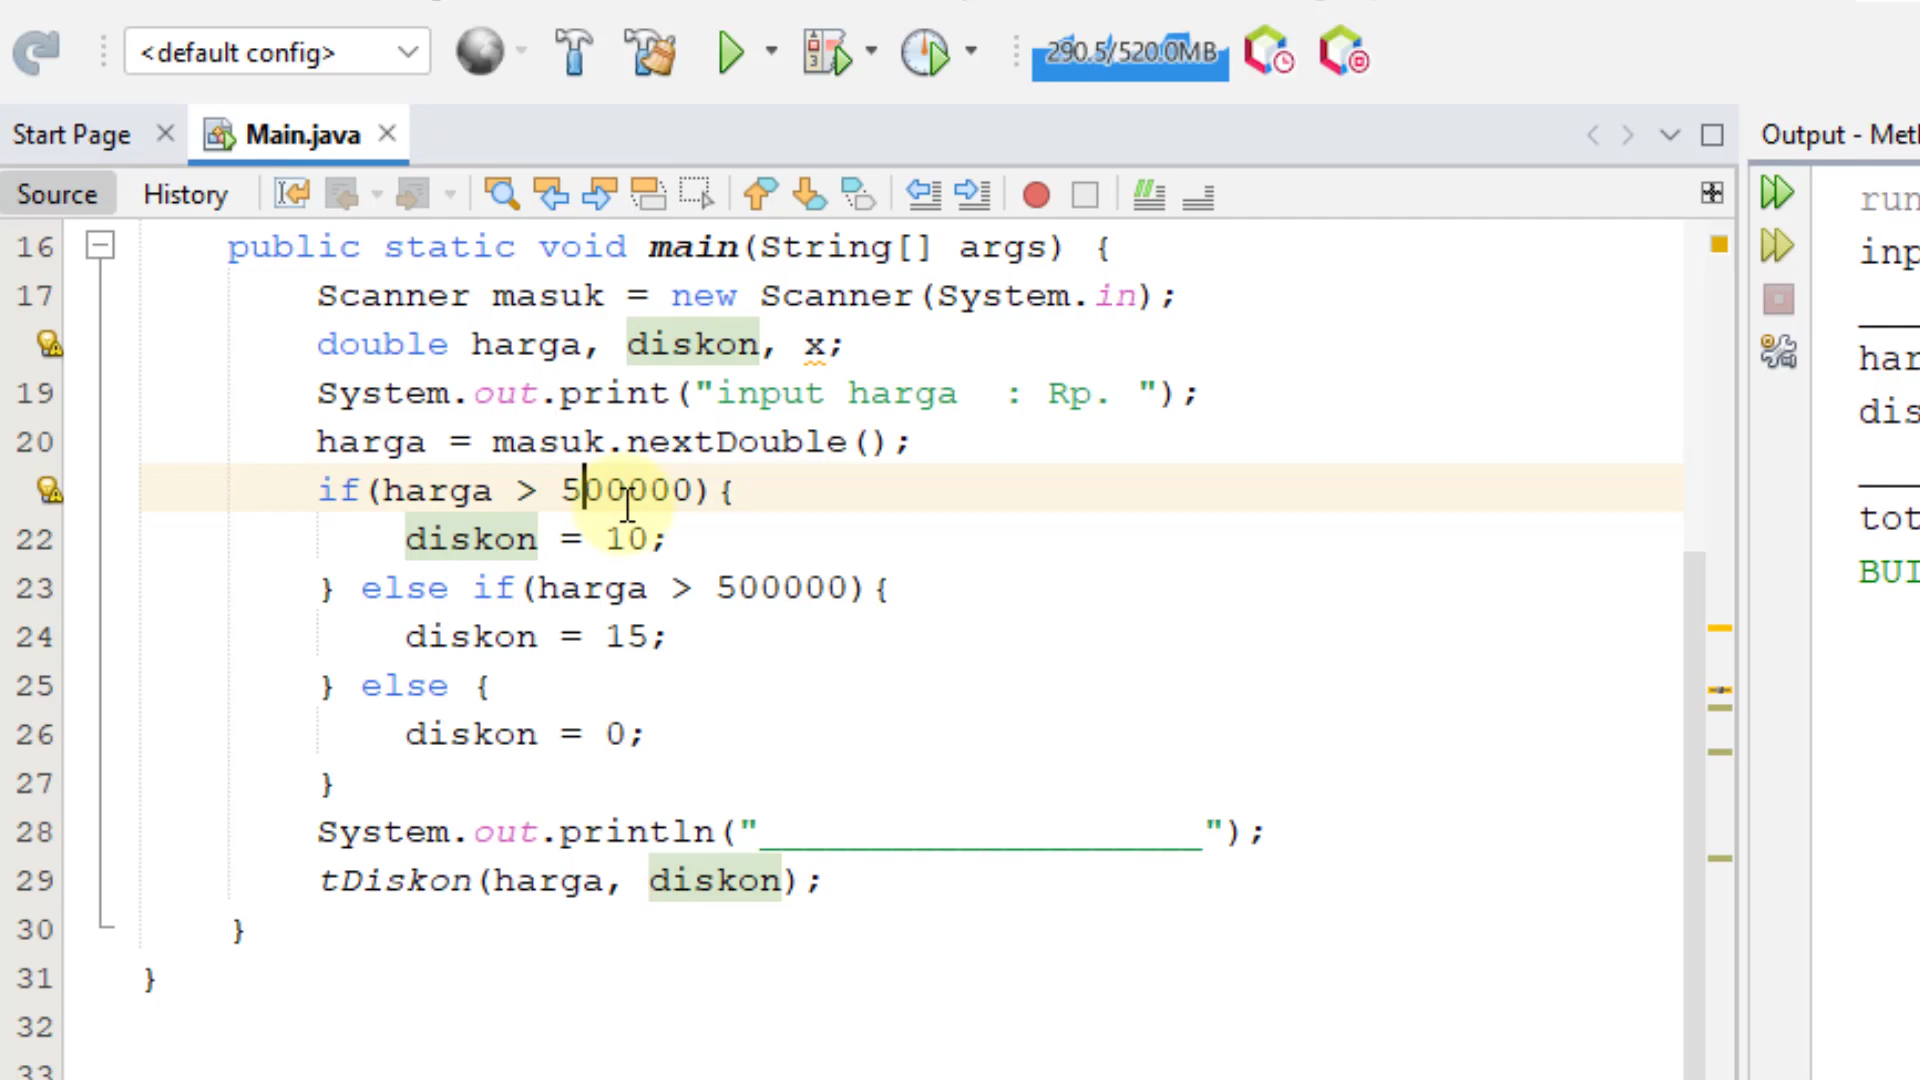 <default config>
290.5/520.0MB
Start Page
Main.java
Output - Meth
Source
History
16 public static void main(String[] args) {
17 Scanner masuk = new Scanner(System.in);
double harga, diskon, x;
19 System.out.print("input harga  : Rp. ");
20 harga = masuk.nextDouble();
if(harga > 500000){
22 diskon = 10;
23 } else if(harga > 500000){
24 diskon = 15;
25 } else {
26 diskon = 0;
27 }
28 System.out.println("____________________");
29 tDiskon(harga, diskon);
30 }
31 }
32
33
run
inp
har
dis
tot
BUI